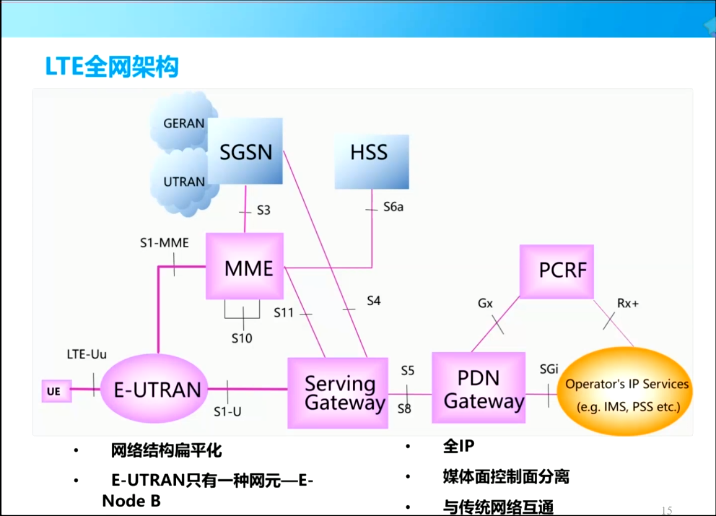 LTE全网架构
GERAN
SGSN
HSS
UTRAN
S3
S6a
S1-MME
MME
PCRF
S11
S4
Gx
Rx+
S10
LTE-Uu
UE
E-UTRAN
S1-U
Serving
Gateway
S5
S8
PDN
Gateway
SGi
Operator's IP Services
(e.g. IMS, PSS etc.)
• 网络结构扁平化
• E-UTRAN只有一种网元—E-
Node B
• 全IP
• 媒体面控制面分离
• 与传统网络互通
15